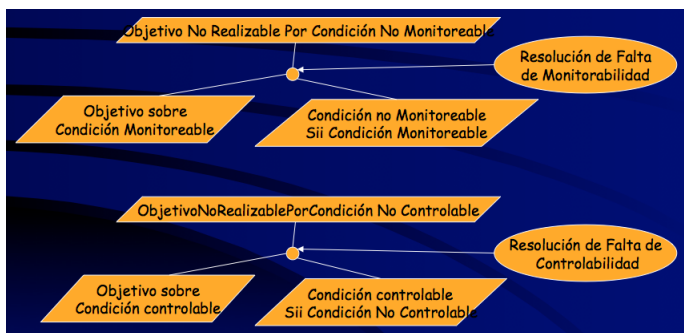 Objetivo No Realizable Por Condición No Monitoreable
Resolución de Falta
de Monitorabilidad
Objetivo sobre
Condición Monitoreable
Condición no Monitoreable
Sii Condición Monitoreable
ObjetivoNoRealizablePorCondición No Controlable
Resolución de Falta de
Controlabilidad
Objetivo sobre
Condición controlable
Condición controlable
Sii Condición No Controlable